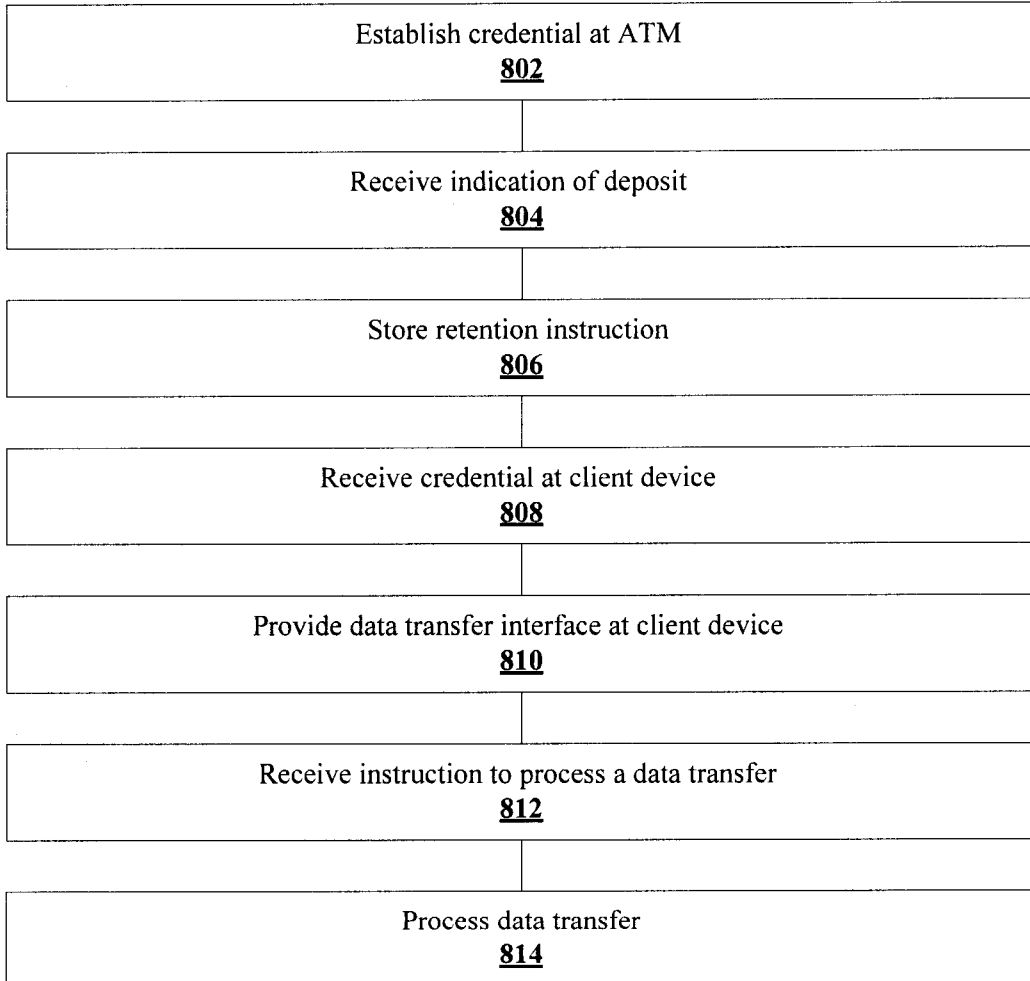 Establish credential at ATM
802
Receive indication of deposit
804
Store retention instruction
806
Receive credential at client device
808
Provide data transfer interface at client device
810
Receive instruction to process a data transfer
812
Process data transfer
814